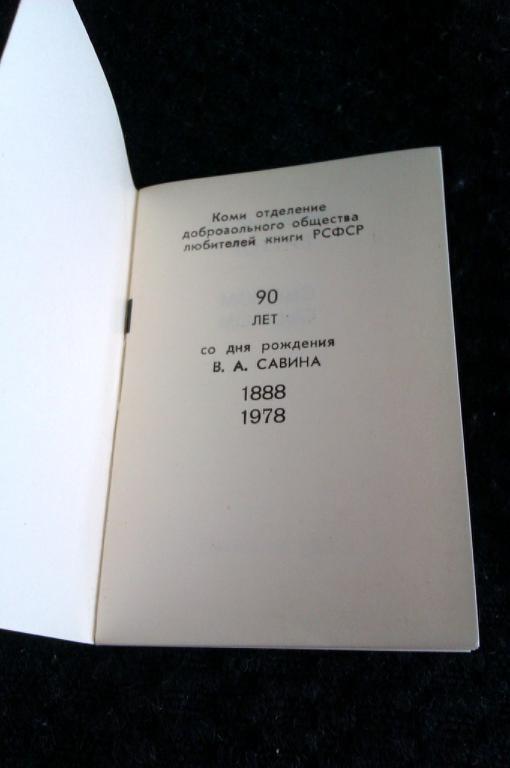 Коми отделение
добровольного общества
любителей книги РСФСР
90
ЛЕТ
со дня рождения
В. А. САВИНА
1888
1978